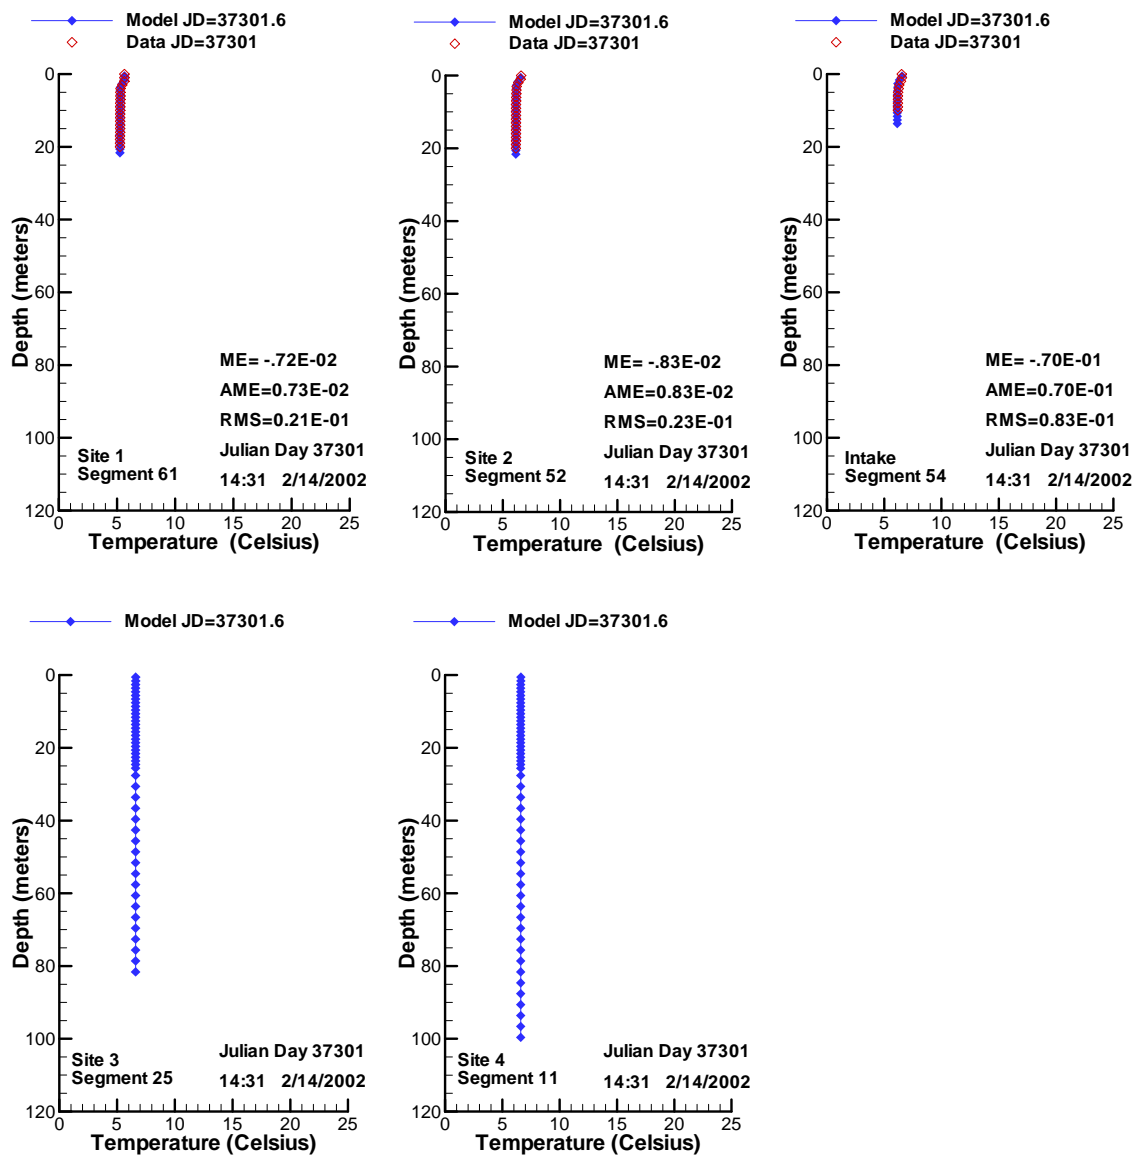 Model JD=37301.6
Data JD=37301
0
20
40
60
80
100
120
Depth (meters)
ME= -.72E-02
AME=0.73E-02
RMS=0.21E-01
Julian Day 37301
14:31 2/14/2002
Site 1
Segment 61
0 5 10 15 20 25
Temperature (Celsius)
Model JD=37301.6
Data JD=37301
0
20
40
60
80
100
120
Depth (meters)
ME= -.83E-02
AME=0.83E-02
RMS=0.23E-01
Julian Day 37301
14:31 2/14/2002
Site 2
Segment 52
0 5 10 15 20 25
Temperature (Celsius)
Model JD=37301.6
Data JD=37301
0
20
40
60
80
100
120
Depth (meters)
ME= -.70E-01
AME=0.70E-01
RMS=0.83E-01
Julian Day 37301
14:31 2/14/2002
Intake
Segment 54
0 5 10 15 20 25
Temperature (Celsius)
Model JD=37301.6
0
20
40
60
80
100
120
Depth (meters)
Julian Day 37301
14:31 2/14/2002
Site 3
Segment 25
0 5 10 15 20 25
Temperature (Celsius)
Model JD=37301.6
0
20
40
60
80
100
120
Depth (meters)
Julian Day 37301
14:31 2/14/2002
Site 4
Segment 11
0 5 10 15 20 25
Temperature (Celsius)